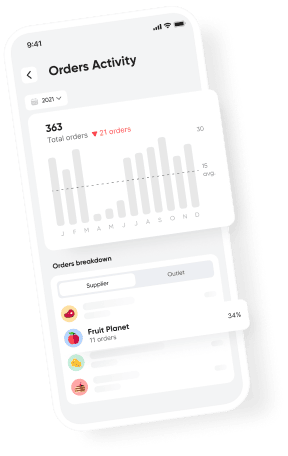 9:41
Orders Activity
2021
363
Total orders ▼ 21 orders
30
15
avg.
J F M A M J J A S O N D
Orders breakdown
Supplier Outlet
Fruit Planet 34%
11 orders